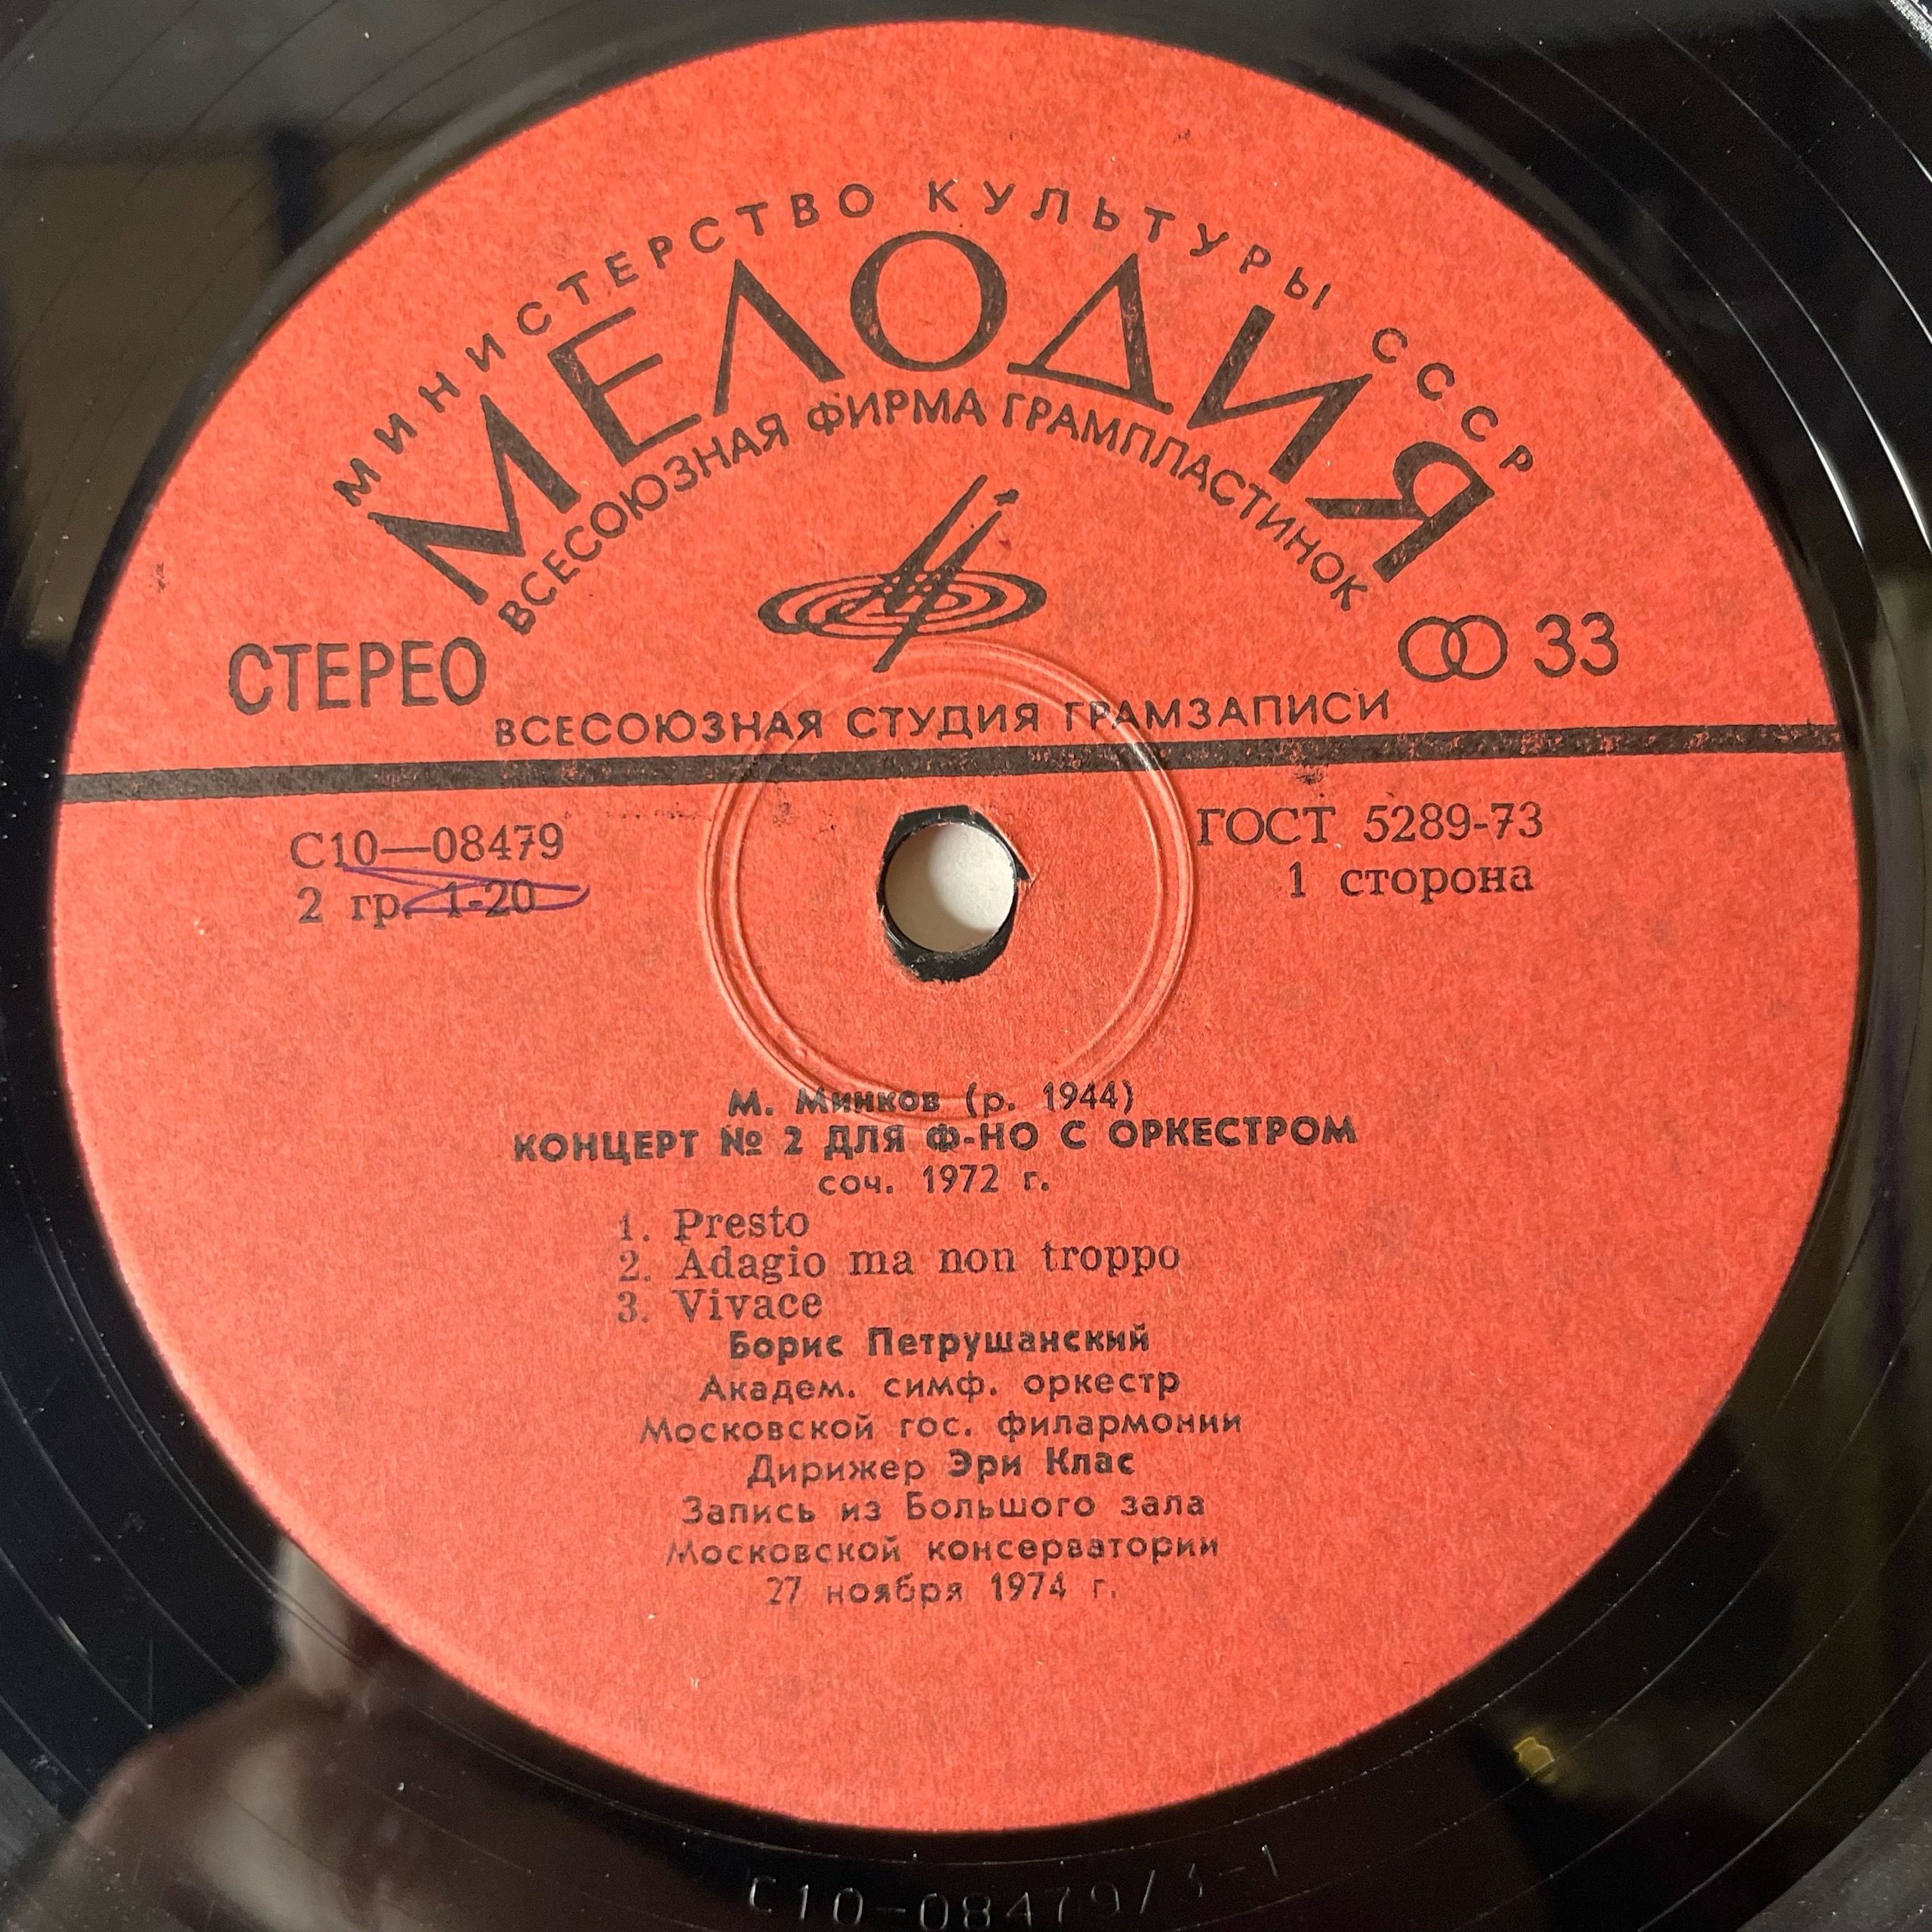 МИНИСТЕРСТВО КУЛЬТУРЫ СССР
МЕЛОДИЯ
ВСЕСОЮЗНАЯ ФИРМА ГРАМПЛАСТИНОК
СТЕРЕО
33
ВСЕСОЮЗНАЯ СТУДИЯ ГРАМЗАПИСИ
С10—08479
ГОСТ 5289-73
2 гр. 1-20
1 сторона
М. Минков (р. 1944)
КОНЦЕРТ № 2 ДЛЯ Ф-НО С ОРКЕСТРОМ
соч. 1972 г.
1. Presto
2. Adagio ma non troppo
3. Vivace
Борис Петрушанский
Академ. симф. оркестр
Московской гос. филармонии
Дирижер Эри Клас
Запись из Большого зала
Московской консерватории
27 ноября 1974 г.